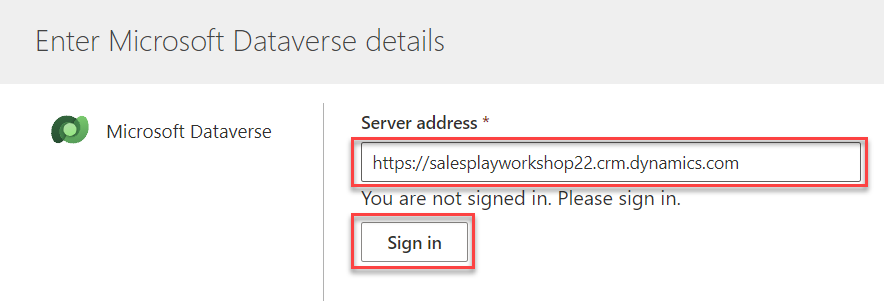 Enter Microsoft Dataverse details
Microsoft Dataverse
Server address *
https://salesplayworkshop22.crm.dynamics.com
You are not signed in. Please sign in.
Sign in